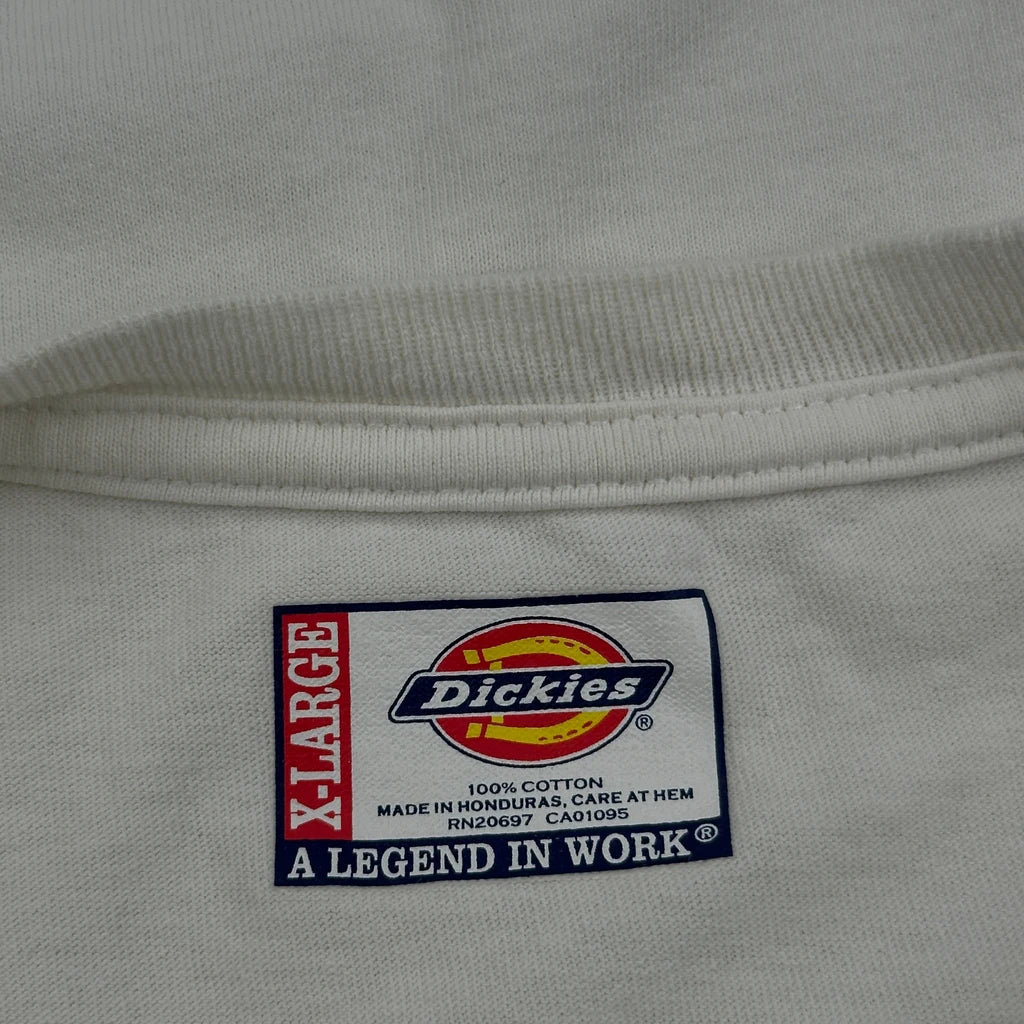 X-LARGE
Dickies®
100% COTTON
MADE IN HONDURAS, CARE AT HEM
RN20697 CA01095
A LEGEND IN WORK®